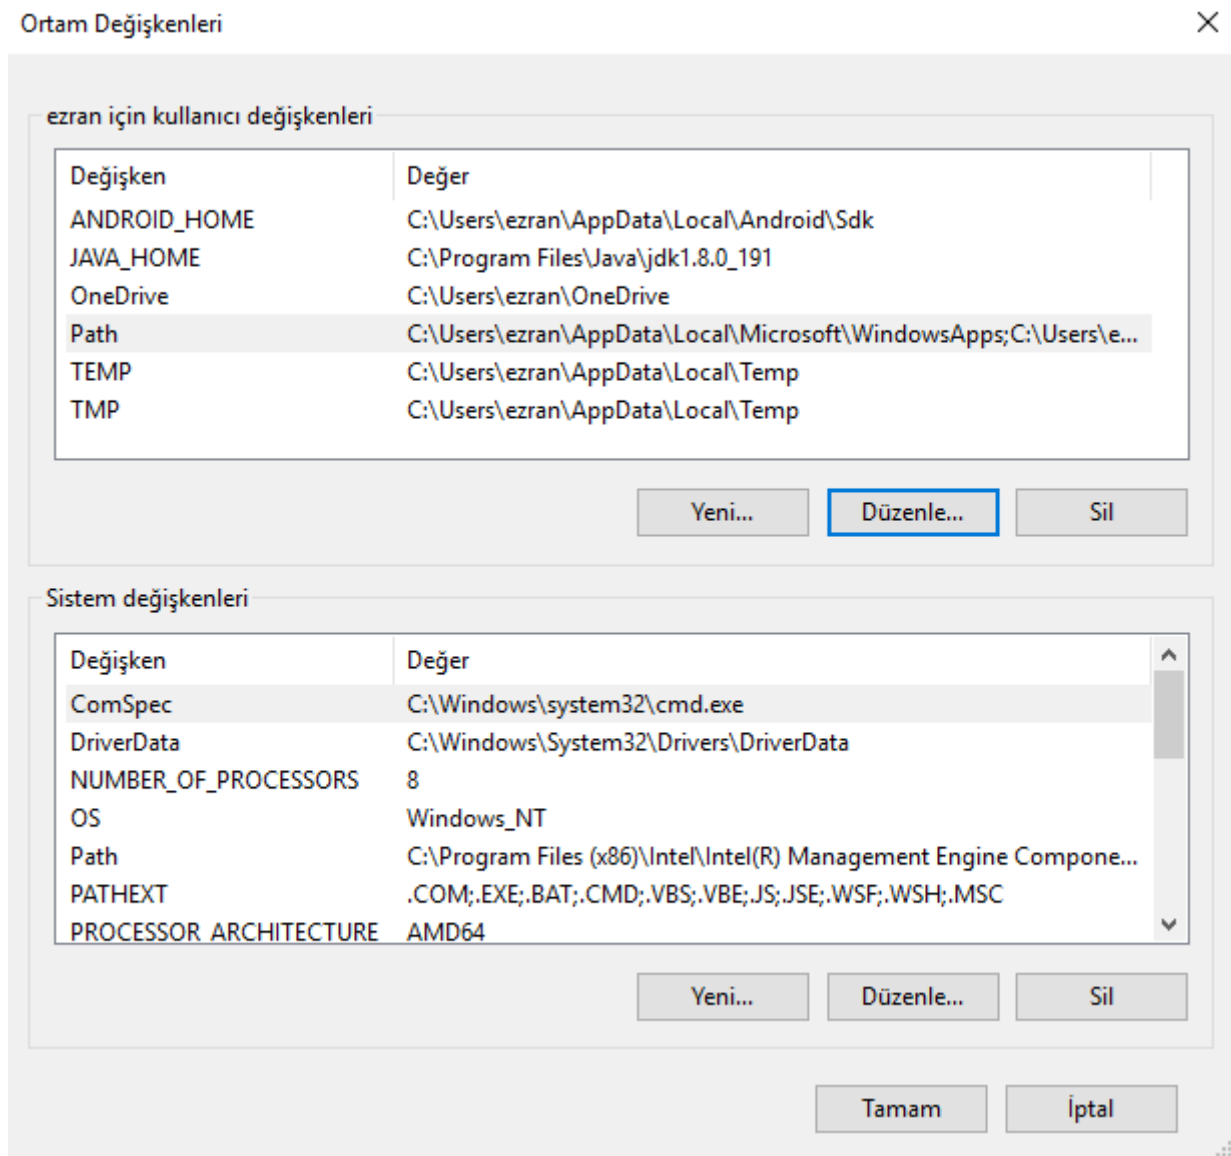 Ortam Değişkenleri
ezran için kullanıcı değişkenleri
Değişken Değer
ANDROID_HOME C:\Users\ezran\AppData\Local\Android\Sdk
JAVA_HOME C:\Program Files\Java\jdk1.8.0_191
OneDrive C:\Users\ezran\OneDrive
Path C:\Users\ezran\AppData\Local\Microsoft\WindowsApps;C:\Users\e...
TEMP C:\Users\ezran\AppData\Local\Temp
TMP C:\Users\ezran\AppData\Local\Temp
Yeni... Düzenle... Sil
Sistem değişkenleri
Değişken Değer
ComSpec C:\Windows\system32\cmd.exe
DriverData C:\Windows\System32\Drivers\DriverData
NUMBER_OF_PROCESSORS 8
OS Windows_NT
Path C:\Program Files (x86)\Intel\Intel(R) Management Engine Compone...
PATHEXT .COM;.EXE;.BAT;.CMD;.VBS;.VBE;.JS;.JSE;.WSF;.WSH;.MSC
PROCESSOR_ARCHITECTURE AMD64
Yeni... Düzenle... Sil
Tamam İptal